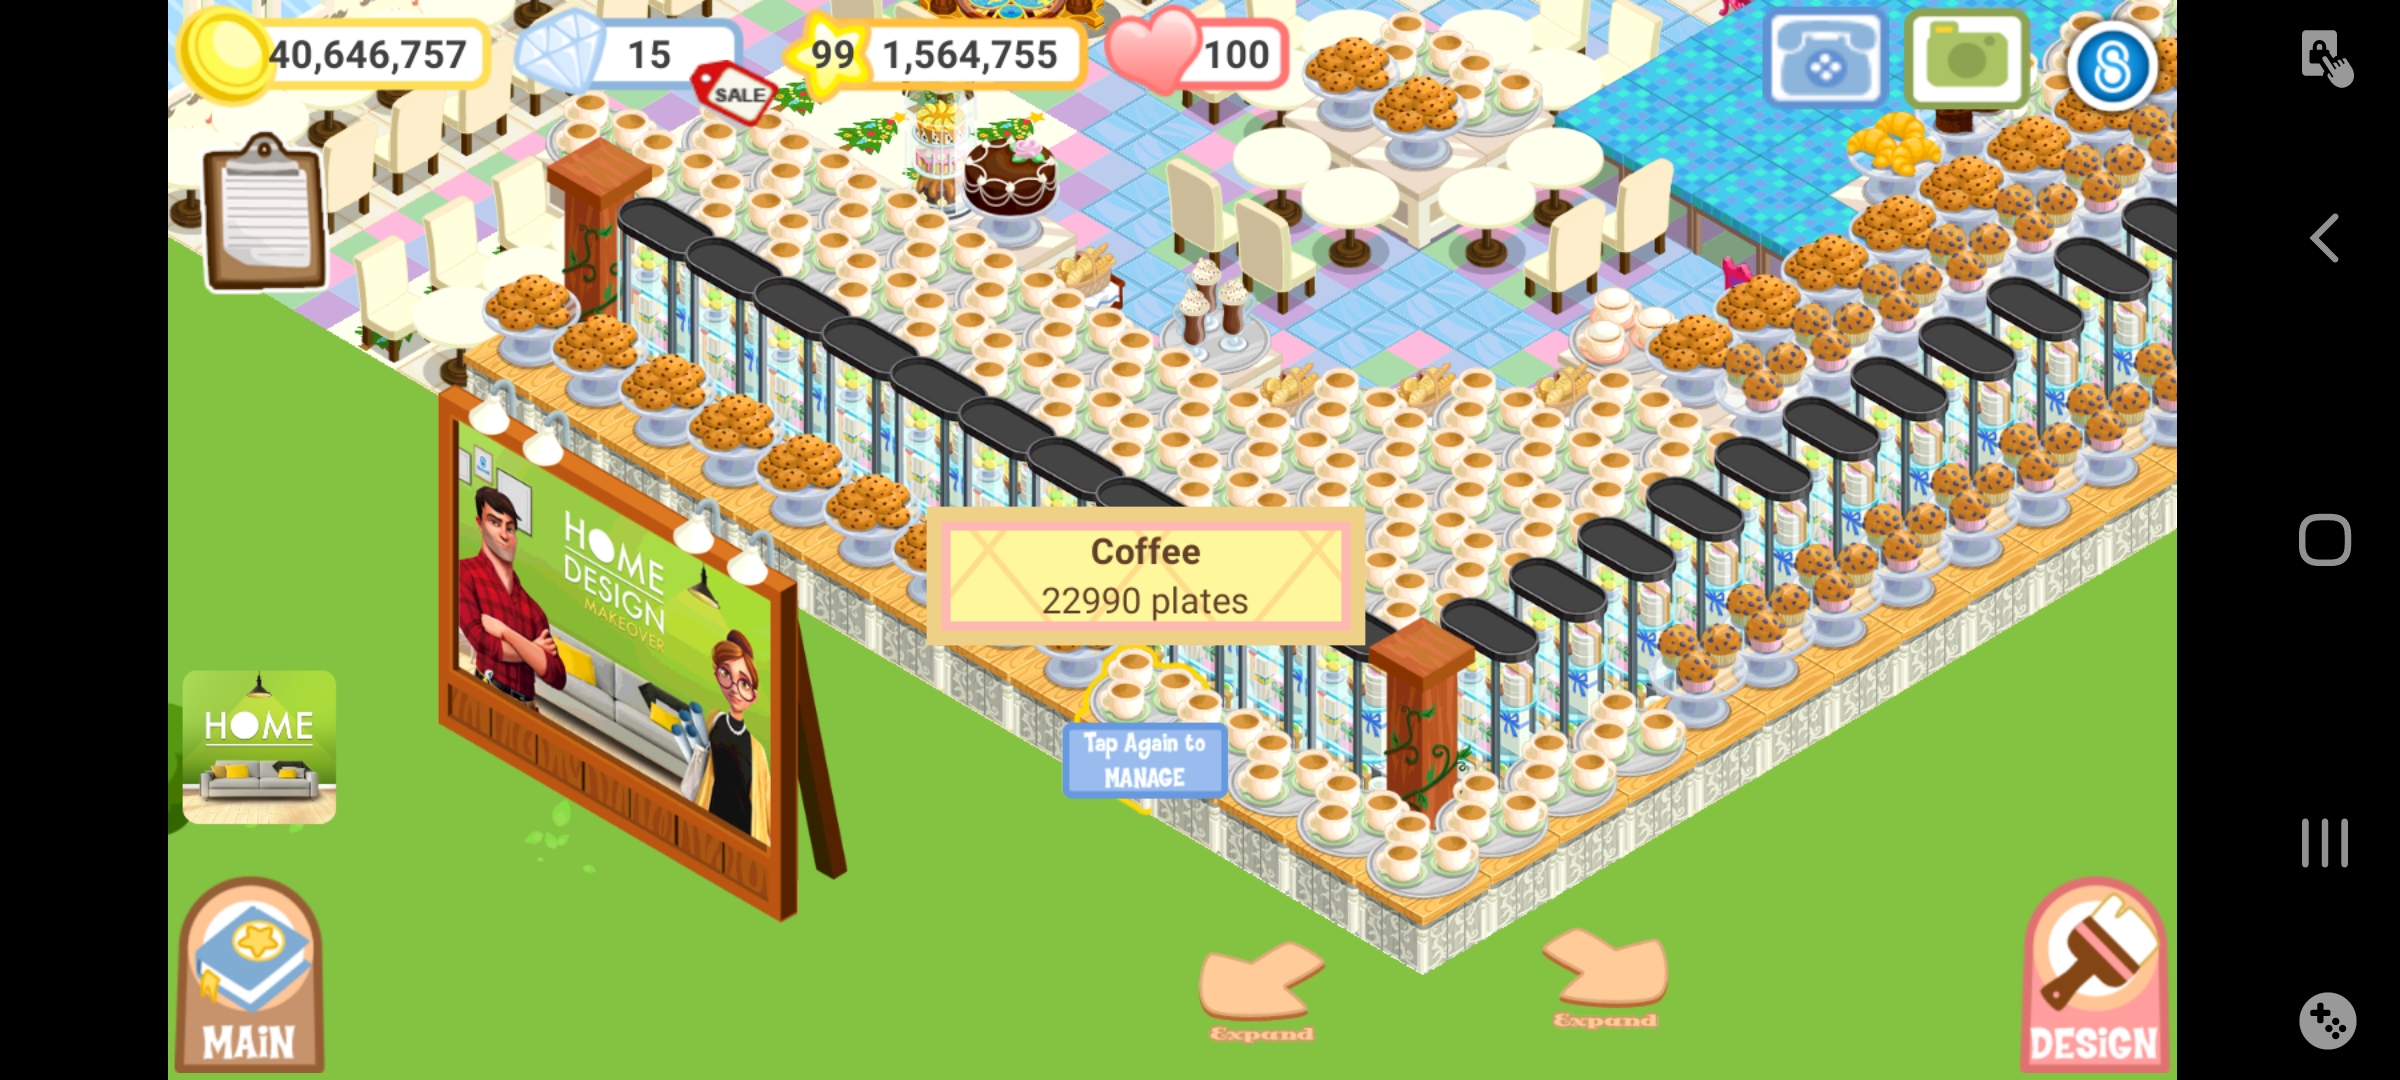 40,646,757
15
SALE
99
1,564,755
100
HOME
DESIGN
MAKEOVER
Coffee
22990 plates
Tap Again to
MANAGE
HOME
MAIN
Expand
Expand
DESIGN